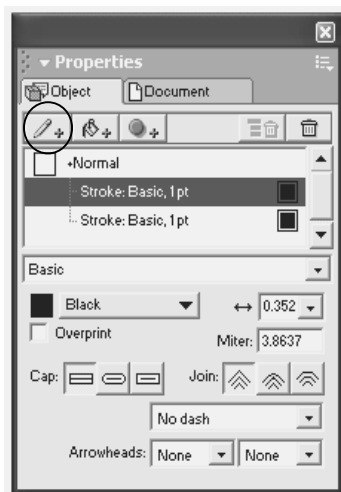 Properties
Object Document
+Normal
Stroke: Basic, 1pt
Stroke: Basic, 1pt
Basic
Black 0.352
Overprint Miter: 3.8637
Cap: Join:
No dash
Arrowheads: None None